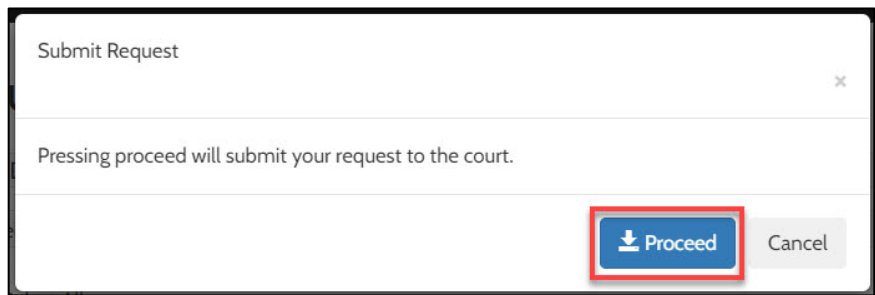 Submit Request
×
Pressing proceed will submit your request to the court.
Proceed Cancel